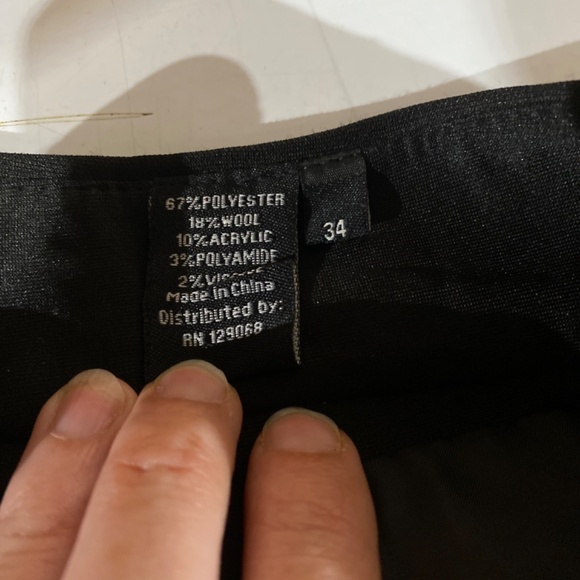 67%POLYESTER
18%WOOL
10%ACRYLIC
3%POLYAMIDE
2%
Made in China
Distributed by:
RN 129068
34